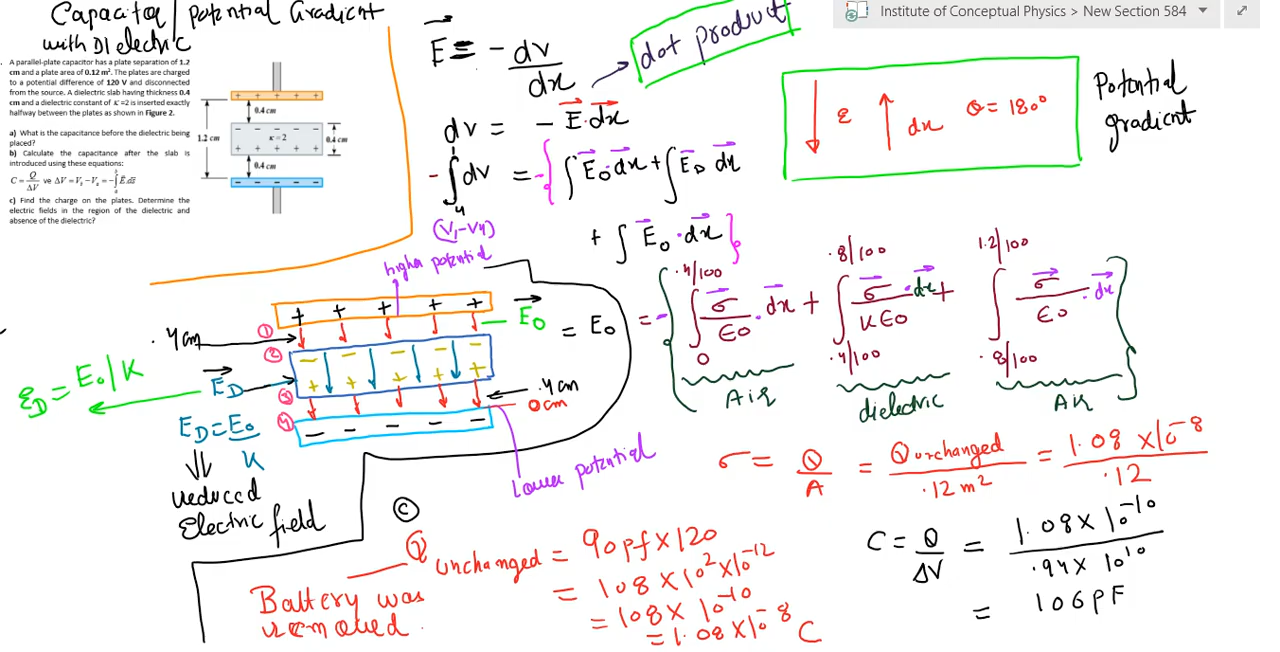 Capacitor / Potential Gradient
with Di electric
Institute of Conceptual Physics > New Section 584
A parallel-plate capacitor has a plate separation of 1.2
cm and a plate area of 0.12 m². The plates are charged
to a potential difference of 120 V and disconnected
from the source. A dielectric slab having thickness 0.4
cm and a dielectric constant of K =2 is inserted exactly
halfway between the plates as shown in Figure 2.
a) What is the capacitance before the dielectric being
placed?
b) Calculate the capacitance after the slab is
introduced using these equations:
c) Find the charge on the plates. Determine the
electric fields in the region of the dielectric and
absence of the dielectric?
+ + + + +
0.4 cm
1.2 cm
− − − −
κ=2
+ + + +
0.4 cm
0.4 cm
E = - dv/dx
dot product
dv = - E.dx
-∫dv = -{ ∫E₀.dx + ∫E_D dx
(V₁-V4)
+ ∫E₀.dx }
E
dx
θ = 180°
Potential
gradient
higher potential
+ + + + +
① 
②
③
④
.4cm
E₀
E_D = E₀/K
E_D
E_D = E₀/K
reduced
Electric field
− − − − −
+ + + + +
− − − − −
.4cm
0cm
Lower potential
= E₀
= -{ ∫ 0 .4/100 σ/ε0 .dx + ∫ .4/100 .8/100 σ/Kε0 .dx + ∫ .8/100 1.2/100 σ/ε0 .dx }
Air
dielectric
Air
σ = Q/A = Q unchanged / .12 m² = 1.08 x10⁻⁸ / .12
©
Q unchanged = 90 pf x 120
= 108 x 10² x 10⁻¹²
= 108 x 10⁻¹⁰
= 1.08 x 10⁻⁸ C
Battery was
removed.
C = Q/ΔV = 1.08 x 10⁻¹⁰ / .94 x 10¹⁰
= 106 PF